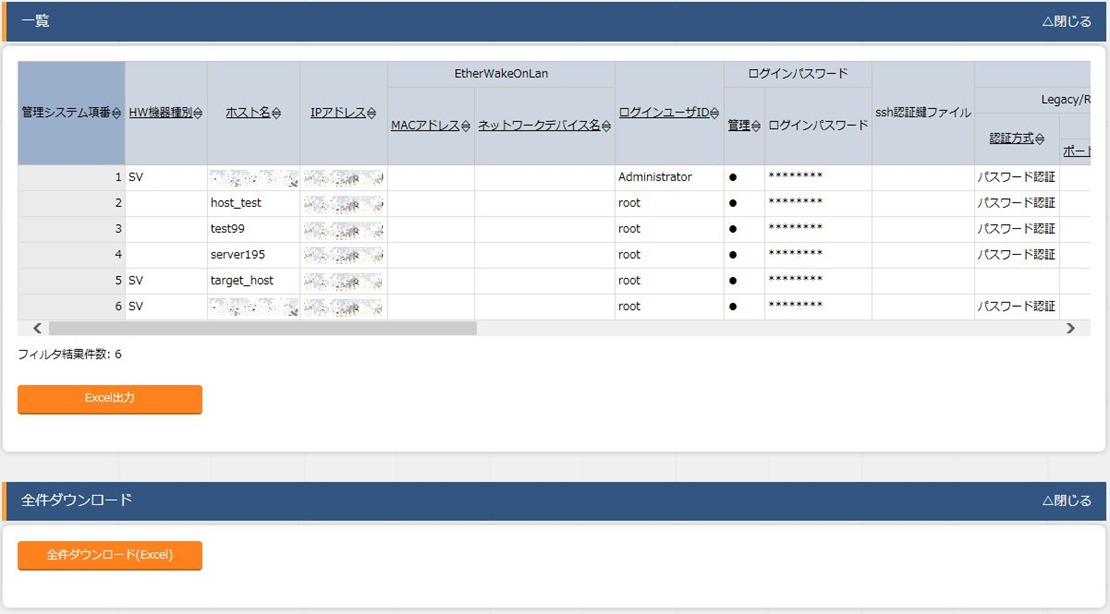 一覧 △閉じる
EtherWakeOnLan ログインパスワード
Legacy/R
管理システム項番 HW機器種別 ホスト名 IPアドレス MACアドレス ネットワークデバイス名 ログインユーザID 管理 ログインパスワード ssh認証鍵ファイル 認証方式 ポート
1 SV Administrator ● ******** パスワード認証
2 host_test root ● ******** パスワード認証
3 test99 root ● ******** パスワード認証
4 server195 root ● ******** パスワード認証
5 SV target_host root ● ********
6 SV root ● ******** パスワード認証
フィルタ結果件数: 6
Excel出力
全件ダウンロード △閉じる
全件ダウンロード(Excel)